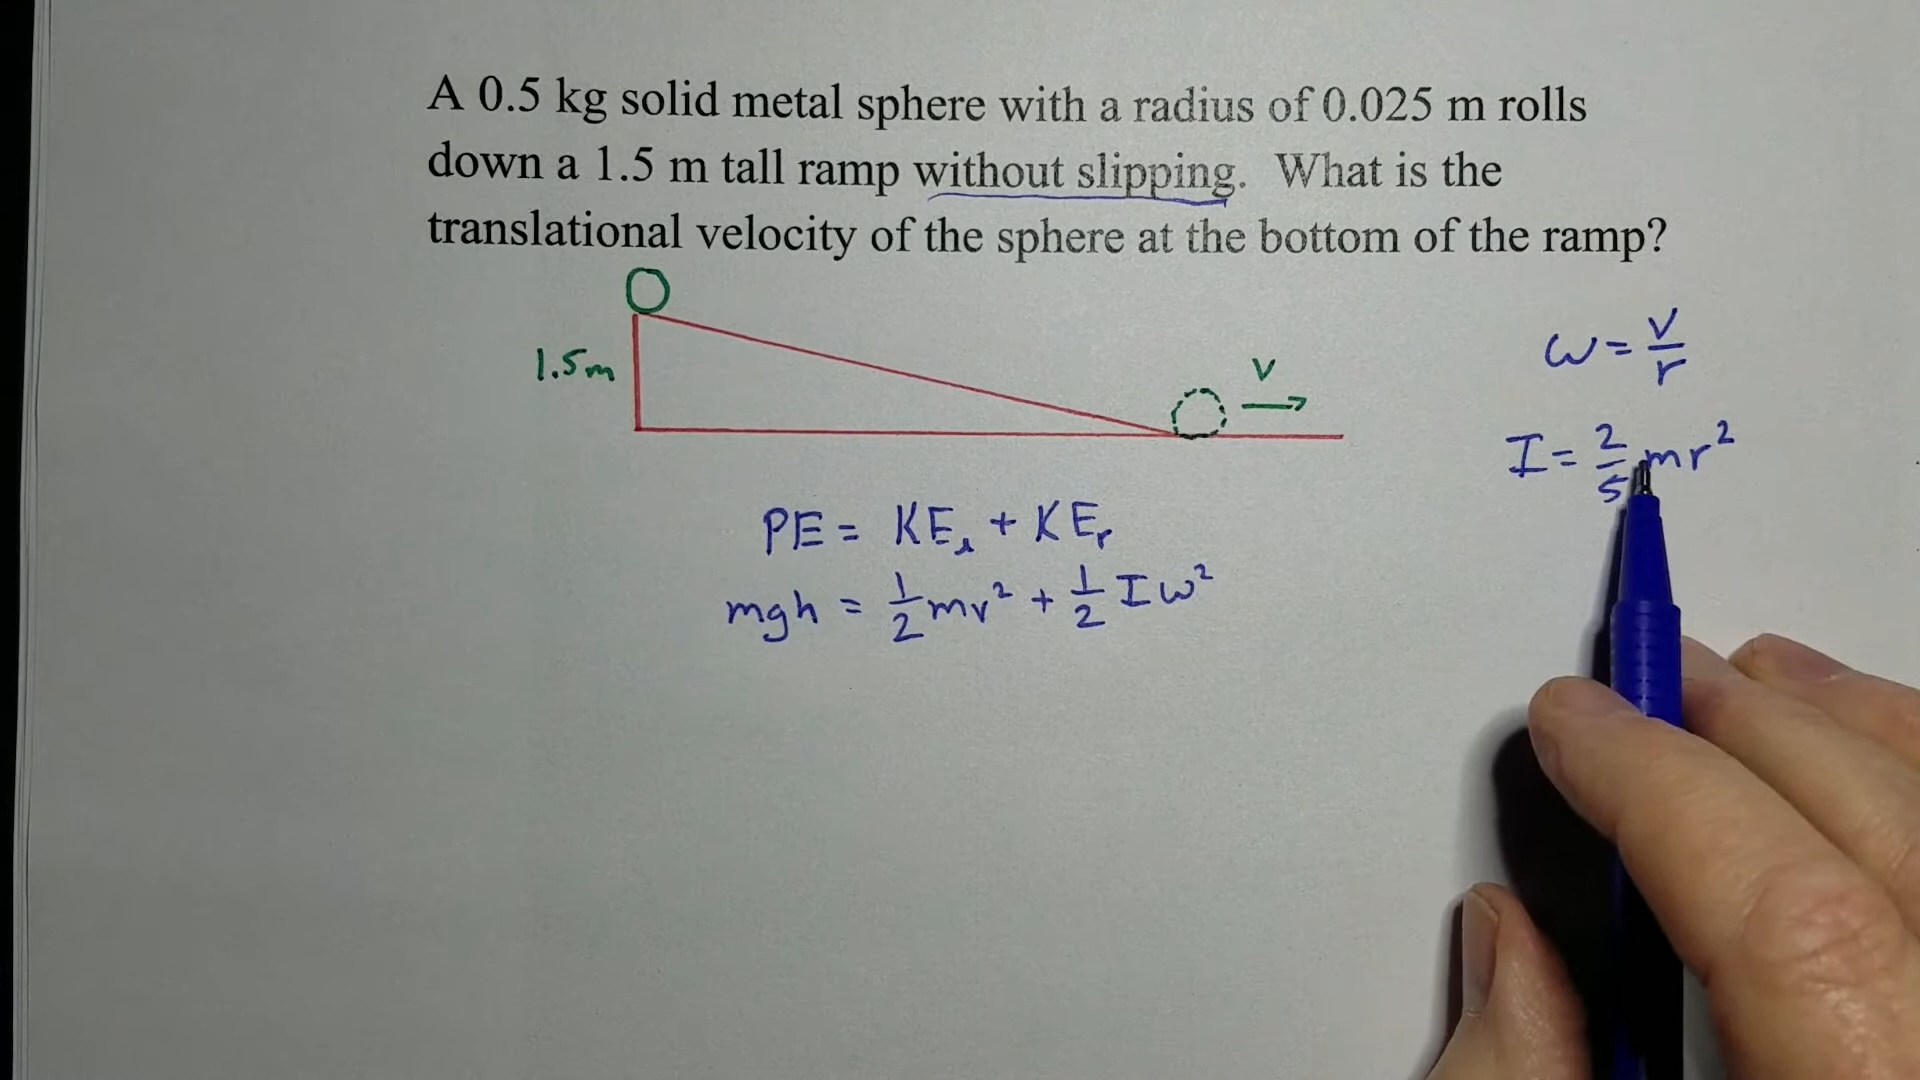 A 0.5 kg solid metal sphere with a radius of 0.025 m rolls
down a 1.5 m tall ramp without slipping. What is the
translational velocity of the sphere at the bottom of the ramp?
1.5m
V
ω = v/r
I = 2/5 mr²
PE = KE + KEr
mgh = 1/2 mv² + 1/2 Iω²